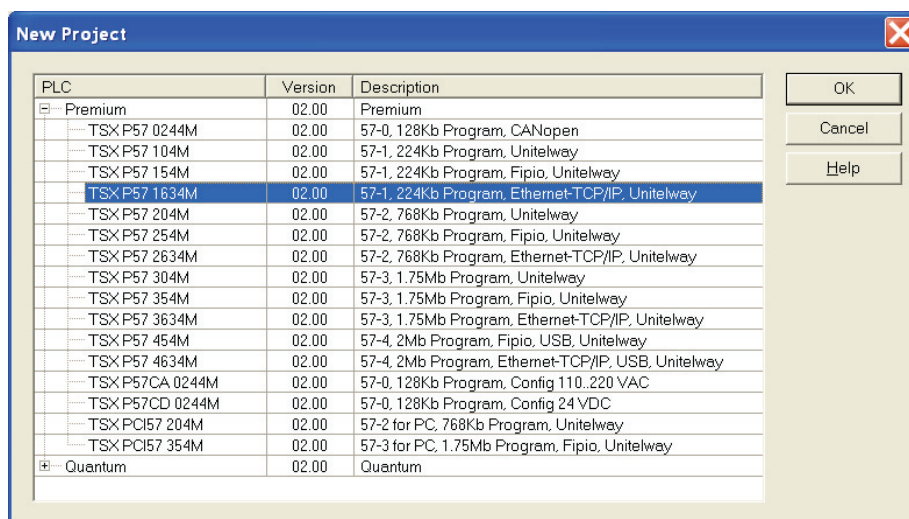 New Project
PLC Version Description
Premium 02.00 Premium
TSX P57 0244M 02.00 57-0, 128Kb Program, CANopen
TSX P57 104M 02.00 57-1, 224Kb Program, Unitelway
TSX P57 154M 02.00 57-1, 224Kb Program, Fipio, Unitelway
TSX P57 1634M 02.00 57-1, 224Kb Program, Ethernet-TCP/IP, Unitelway
TSX P57 204M 02.00 57-2, 768Kb Program, Unitelway
TSX P57 254M 02.00 57-2, 768Kb Program, Fipio, Unitelway
TSX P57 2634M 02.00 57-2, 768Kb Program, Ethernet-TCP/IP, Unitelway
TSX P57 304M 02.00 57-3, 1.75Mb Program, Unitelway
TSX P57 354M 02.00 57-3, 1.75Mb Program, Fipio, Unitelway
TSX P57 3634M 02.00 57-3, 1.75Mb Program, Ethernet-TCP/IP, Unitelway
TSX P57 454M 02.00 57-4, 2Mb Program, Fipio, USB, Unitelway
TSX P57 4634M 02.00 57-4, 2Mb Program, Ethernet-TCP/IP, USB, Unitelway
TSX P57CA 0244M 02.00 57-0, 128Kb Program, Config 110..220 VAC
TSX P57CD 0244M 02.00 57-0, 128Kb Program, Config 24 VDC
TSX PCI57 204M 02.00 57-2 for PC, 768Kb Program, Unitelway
TSX PCI57 354M 02.00 57-3 for PC, 1.75Mb Program, Fipio, Unitelway
Quantum 02.00 Quantum
OK
Cancel
Help